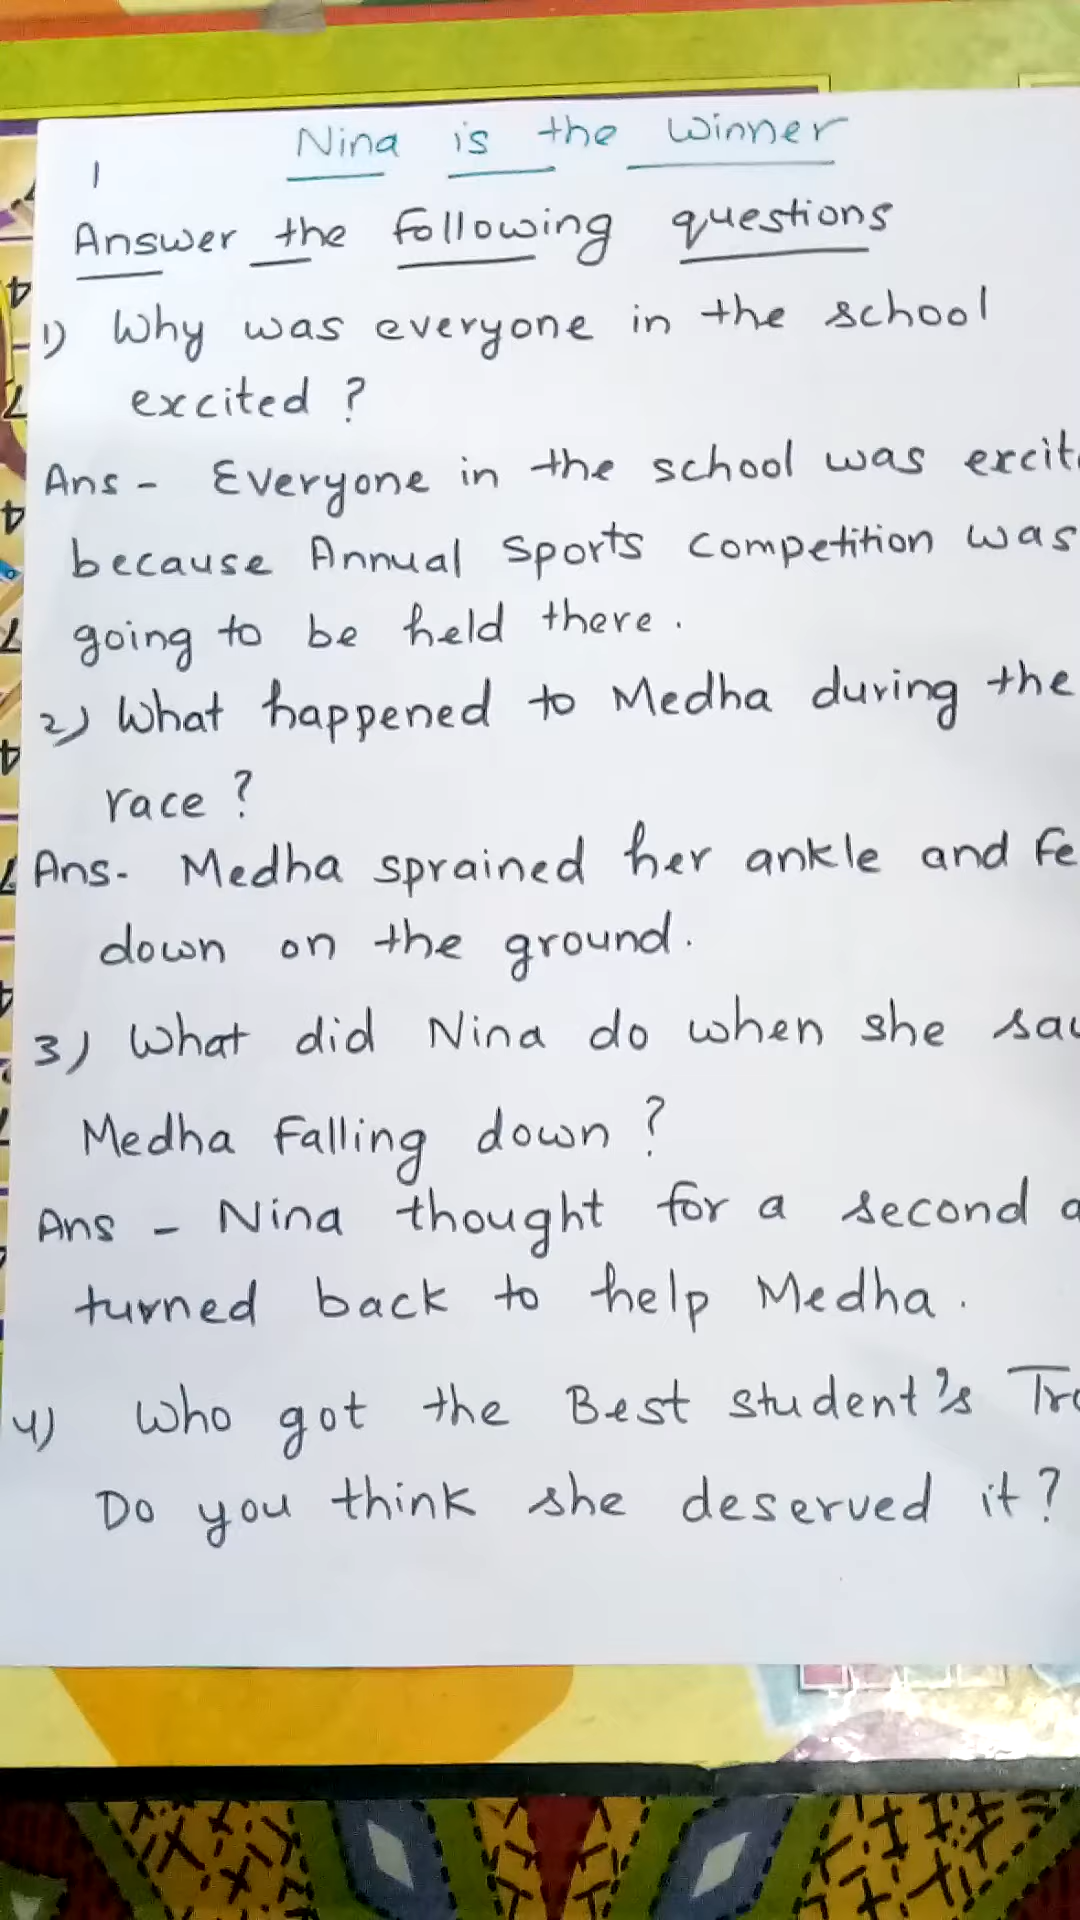 Nina is the winner
1
Answer the following questions
1) Why was everyone in the school
excited ?
Ans - Everyone in the school was
because Annual Sports competition was
going to be held there .
2) What happened to Medha during the
race ?
Ans- Medha sprained her ankle and
down on the ground.
3) What did Nina do when she
Medha Falling down ?
Ans - Nina thought for a second
turned back to help Medha .
4) Who got the Best student's
Do you think she deserved it?